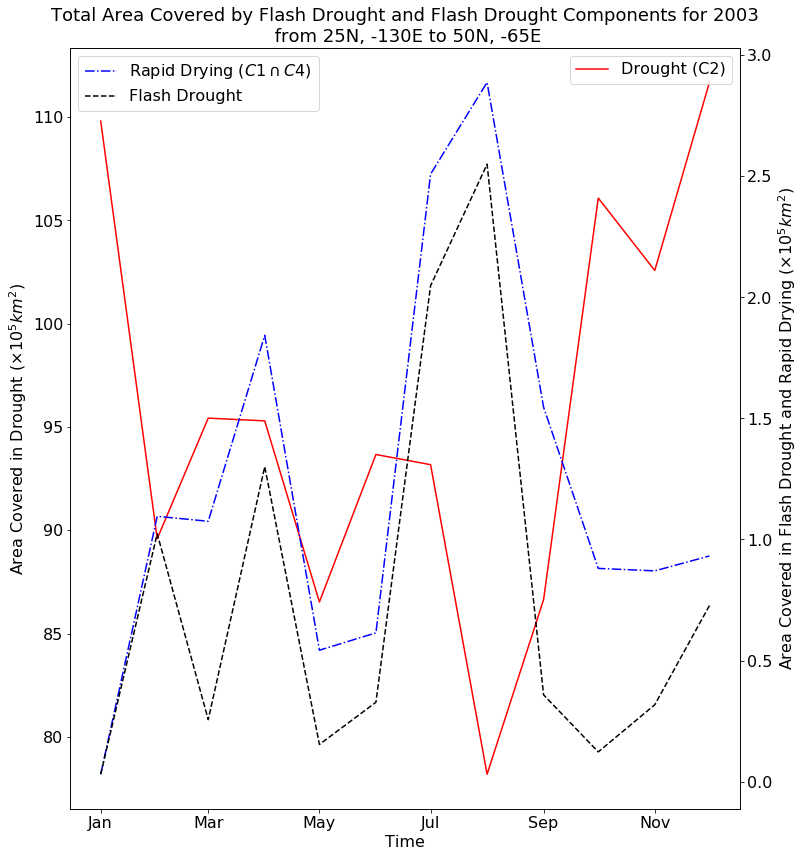 Total Area Covered by Flash Drought and Flash Drought Components for 2003
from 25N, -130E to 50N, -65E
Rapid Drying (C1 ∩ C4)
Flash Drought
Drought (C2)
Area Covered in Drought (×10⁵km²)
110
105
100
95
90
85
80
3.0
2.5
2.0
1.5
1.0
0.5
0.0
Area Covered in Flash Drought and Rapid Drying (×10⁵km²)
Jan Mar May Jul Sep Nov
Time